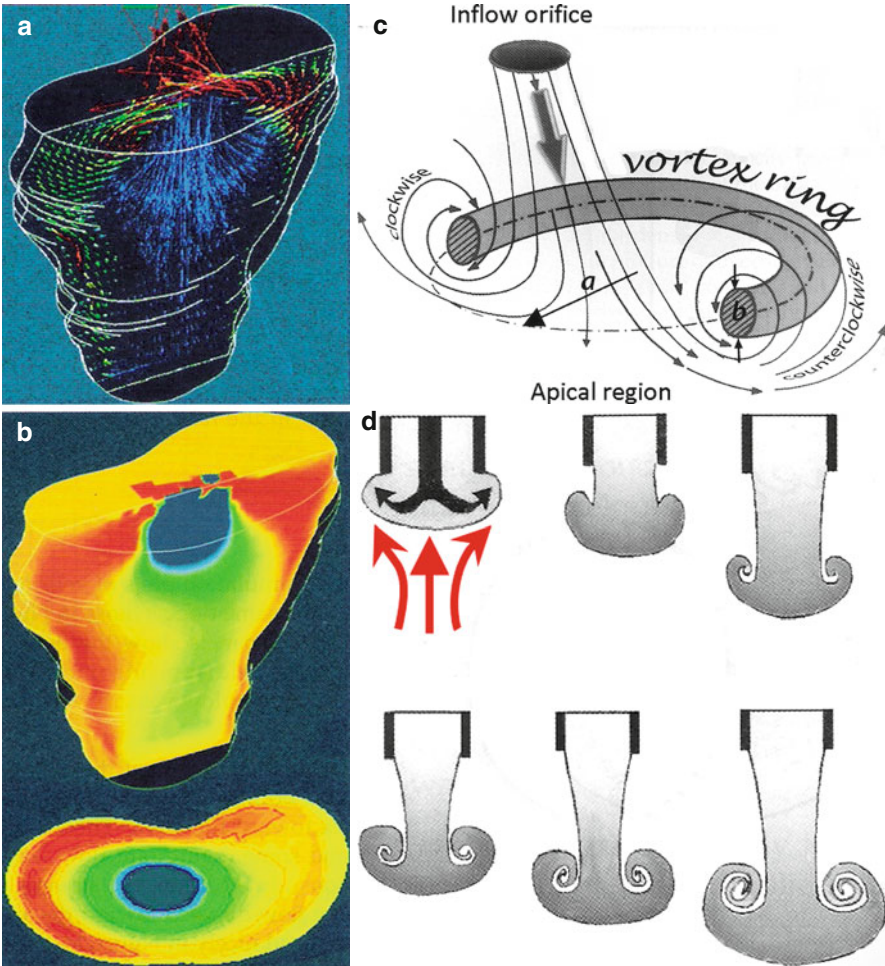 a
b
c
Inflow orifice
vortex ring
clockwise
a
b
counterclockwise
Apical region
d